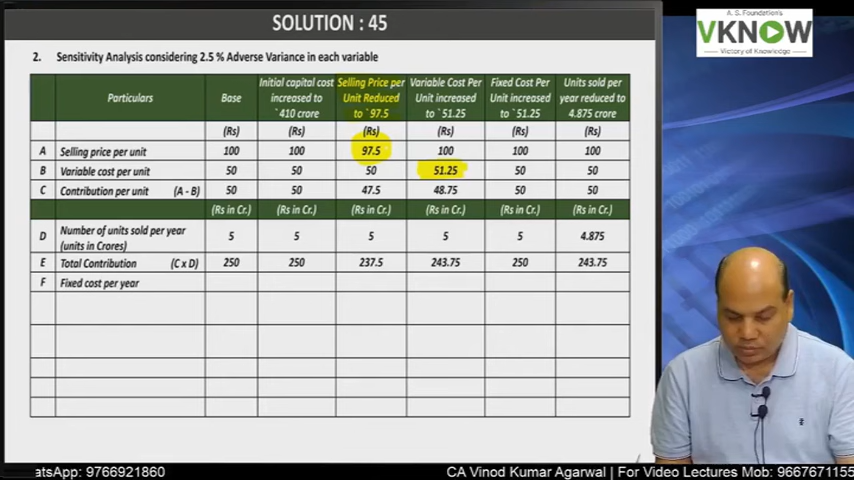 SOLUTION : 45
A. S. Foundation's
VKNOW
Victory of Knowledge
2. Sensitivity Analysis considering 2.5 % Adverse Variance in each variable
Particulars Base Initial capital cost increased to `410 crore Selling Price per Unit Reduced to `97.5 Variable Cost Per Unit increased to `51.25 Fixed Cost Per Unit increased to `51.25 Units sold per year reduced to 4.875 crore
(Rs) (Rs) (Rs) (Rs) (Rs) (Rs)
A Selling price per unit 100 100 97.5 100 100 100
B Variable cost per unit 50 50 50 51.25 50 50
C Contribution per unit (A - B) 50 50 47.5 48.75 50 50
(Rs in Cr.) (Rs in Cr.) (Rs in Cr.) (Rs in Cr.) (Rs in Cr.) (Rs in Cr.)
D Number of units sold per year (units in Crores) 5 5 5 5 5 4.875
E Total Contribution (C x D) 250 250 237.5 243.75 250 243.75
F Fixed cost per year
atsApp: 9766921860 CA Vinod Kumar Agarwal | For Video Lectures Mob: 9667671155